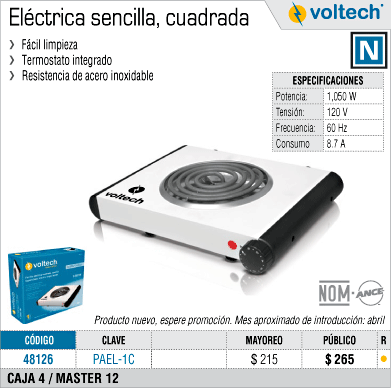 Eléctrica sencilla, cuadrada
voltech
N
Fácil limpieza
Termostato integrado
Resistencia de acero inoxidable
ESPECIFICACIONES
Potencia: 1,050 W
Tensión: 120 V
Frecuencia: 60 Hz
Consumo 8.7 A
voltech
voltech
NOM-ANCE
Producto nuevo, espere promoción. Mes aproximado de introducción: abril
CÓDIGO CLAVE MAYOREO PÚBLICO R
48126 PAEL-1C $ 215 $ 265
CAJA 4 / MASTER 12